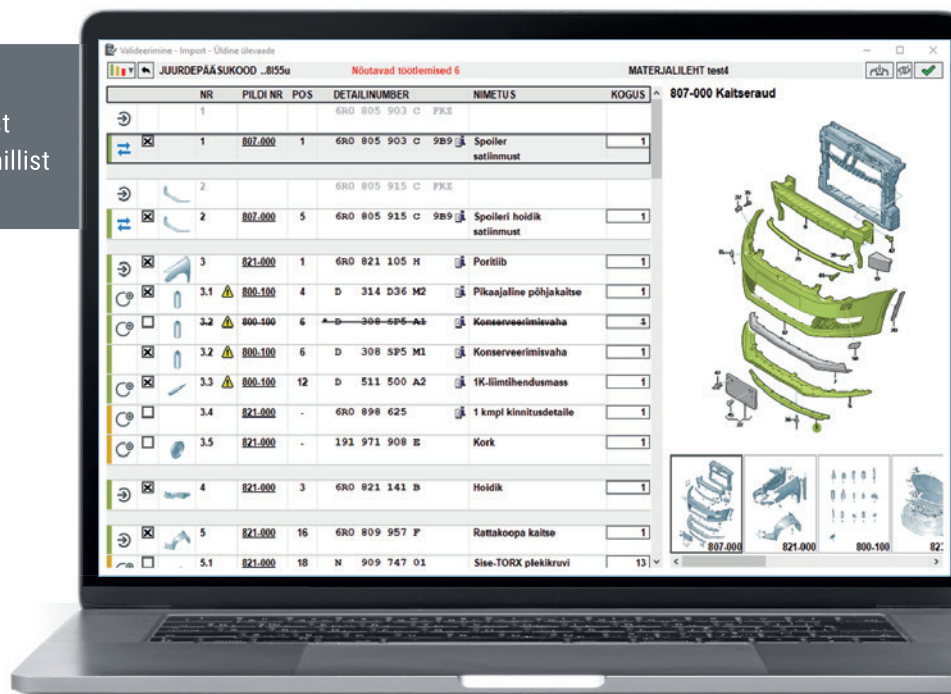 st
illist
Valideerimine - Import - Üldine ülevaade
JUURDEPÄÄSUKOOD ..8I55u Nõutavad töötlemised 6 MATERJALILEHT test4
NR PILDI NR POS DETAILINUMBER NIMETUS KOGUS
807-000 Kaitseraud
1 6R0 805 903 C FKZ
1 807-000 1 6R0 805 903 C 9B9 Spoiler 1
satiinmust
2 6R0 805 915 C FKZ
2 807-000 5 6R0 805 915 C 9B9 Spoileri hoidik 1
satiinmust
3 821-000 1 6R0 821 105 H Poritiib 1
3.1 800-100 4 D 314 D36 M2 Pikaajaline põhjakaitse 1
3.2 800-100 6 * D 308 SP5 A1 Konserveerimisvaha 1
3.2 800-100 6 D 308 SP5 M1 Konserveerimisvaha 1
3.3 800-100 12 D 511 500 A2 1K-liimtihendusmass 1
3.4 821-000 - 6R0 898 625 1 kmpl kinnitusdetaile 1
3.5 821-000 - 191 971 908 E Kork 1
4 821-000 3 6R0 821 141 B Hoidik 1
5 821-000 16 6R0 809 957 F Rattakoopa kaitse 1
5.1 821-000 18 N 909 747 01 Sise-TORX plekikruvi 13
807-000 821-000 800-100 82